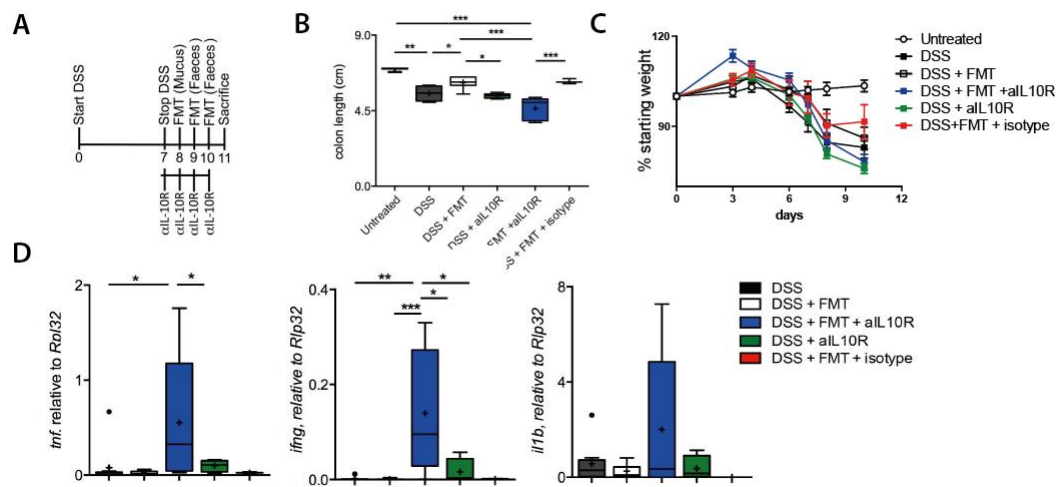 A
Start DSS
Stop DSS
FMT (Mucus)
FMT (Faeces)
FMT (Faeces)
Sacrifice
0
7 8 9 10 11
αIL-10R
αIL-10R
αIL-10R
αIL-10R
B
***
*** ***
** * *
9.0
4.5
0.0
colon length (cm)
Untreated
DSS
DSS + FMT
DSS + aIL10R
FMT +aIL10R
SS + FMT + isotype
C
120
90
% starting weight
0 3 6 9 12
days
Untreated
DSS
DSS + FMT
DSS + FMT +aIL10R
DSS + aIL10R
DSS+FMT + isotype
D
* *
2
1
0
tnf. relative to Rpl32
** *
*
***
0.4
0.2
0.0
ifng, relative to Rlp32
8
4
0
il1b, relative to Rlp32
DSS
DSS + FMT
DSS + FMT + aIL10R
DSS + aIL10R
DSS + FMT + isotype